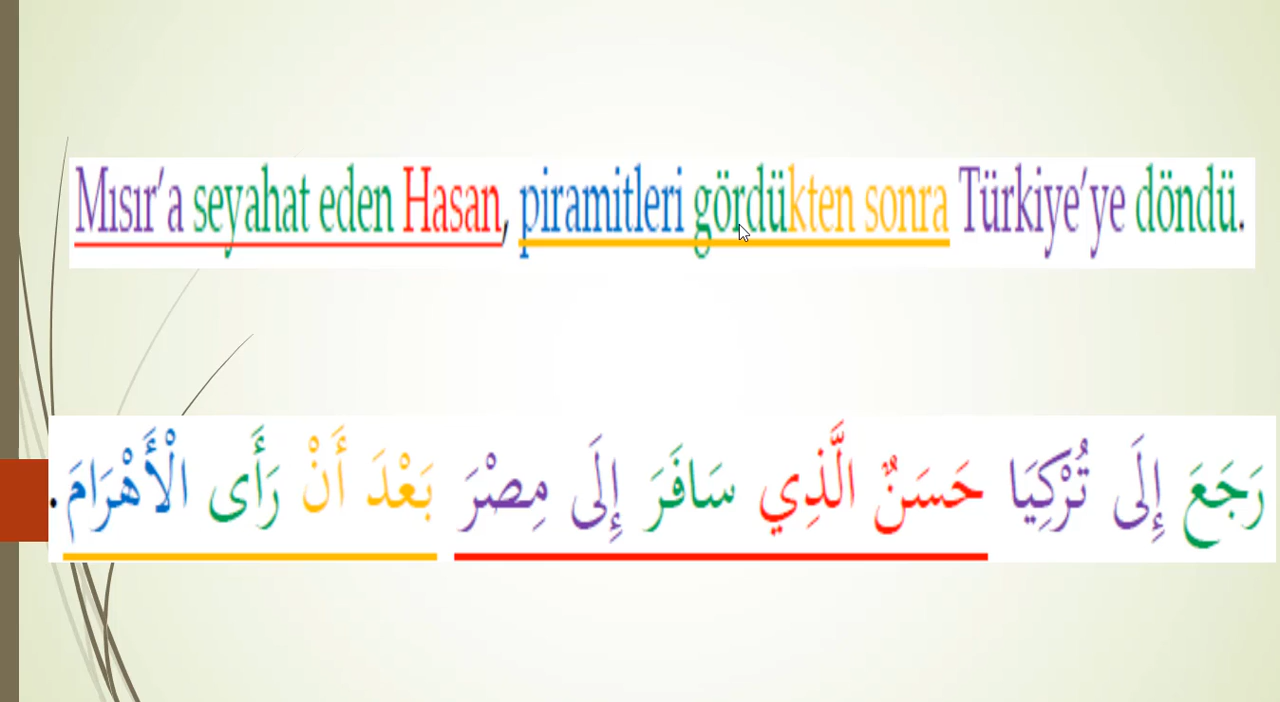 Mısır’a seyahat eden Hasan, piramitleri gördükten sonra Türkiye’ye döndü.
رَجَعَ إِلَى تُرْكِيَا حَسَنٌ الَّذِي سَافَرَ إِلَى مِصْرَ بَعْدَ أَنْ رَأَى الْأَهْرَامَ.